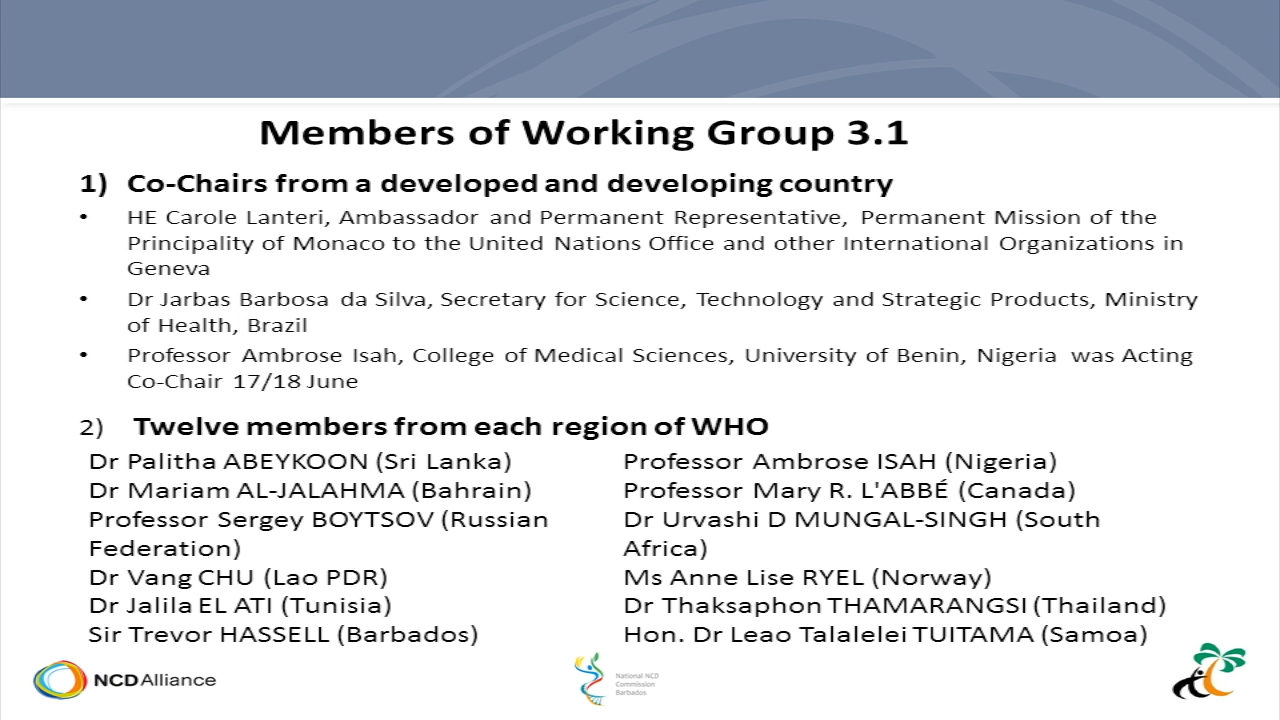 Members of Working Group 3.1
1) Co-Chairs from a developed and developing country
• HE Carole Lanteri, Ambassador and Permanent Representative, Permanent Mission of the
Principality of Monaco to the United Nations Office and other International Organizations in
Geneva
• Dr Jarbas Barbosa da Silva, Secretary for Science, Technology and Strategic Products, Ministry
of Health, Brazil
• Professor Ambrose Isah, College of Medical Sciences, University of Benin, Nigeria was Acting
Co-Chair 17/18 June
2) Twelve members from each region of WHO
Dr Palitha ABEYKOON (Sri Lanka)
Dr Mariam AL-JALAHMA (Bahrain)
Professor Sergey BOYTSOV (Russian
Federation)
Dr Vang CHU (Lao PDR)
Dr Jalila EL ATI (Tunisia)
Sir Trevor HASSELL (Barbados)
Professor Ambrose ISAH (Nigeria)
Professor Mary R. L'ABBÉ (Canada)
Dr Urvashi D MUNGAL-SINGH (South
Africa)
Ms Anne Lise RYEL (Norway)
Dr Thaksaphon THAMARANGSI (Thailand)
Hon. Dr Leao Talalelei TUITAMA (Samoa)
NCD Alliance
National NCD
Commission
Barbados